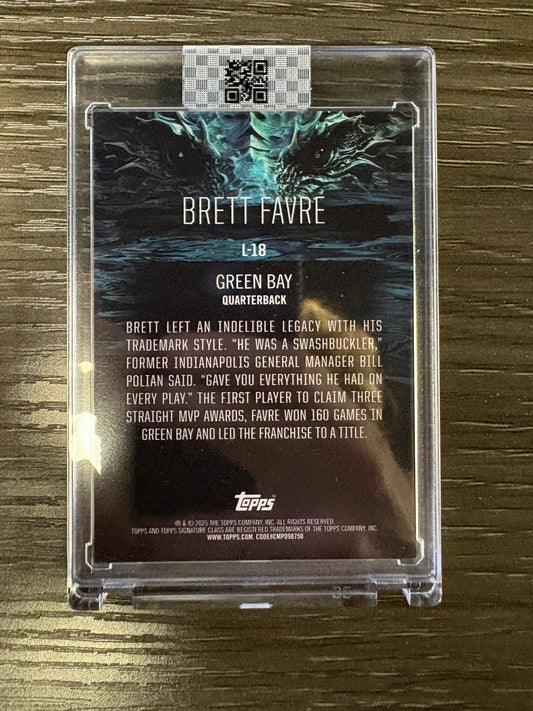 BRETT FAVRE
L-18
GREEN BAY
QUARTERBACK
BRETT LEFT AN INDELIBLE LEGACY WITH HIS
TRADEMARK STYLE. “HE WAS A SWASHBUCKLER,”
FORMER INDIANAPOLIS GENERAL MANAGER BILL
POLIAN SAID. “GAVE YOU EVERYTHING HE HAD ON
EVERY PLAY.” THE FIRST PLAYER TO CLAIM THREE
STRAIGHT MVP AWARDS, FAVRE WON 160 GAMES IN
GREEN BAY AND LED THE FRANCHISE TO A TITLE.
Topps
® & © 2025 THE TOPPS COMPANY, INC. ALL RIGHTS RESERVED.
TOPPS AND TOPPS SIGNATURE CLASS ARE REGISTERED TRADEMARKS OF THE TOPPS COMPANY, INC.
WWW.TOPPS.COM. CODE#CMP098750